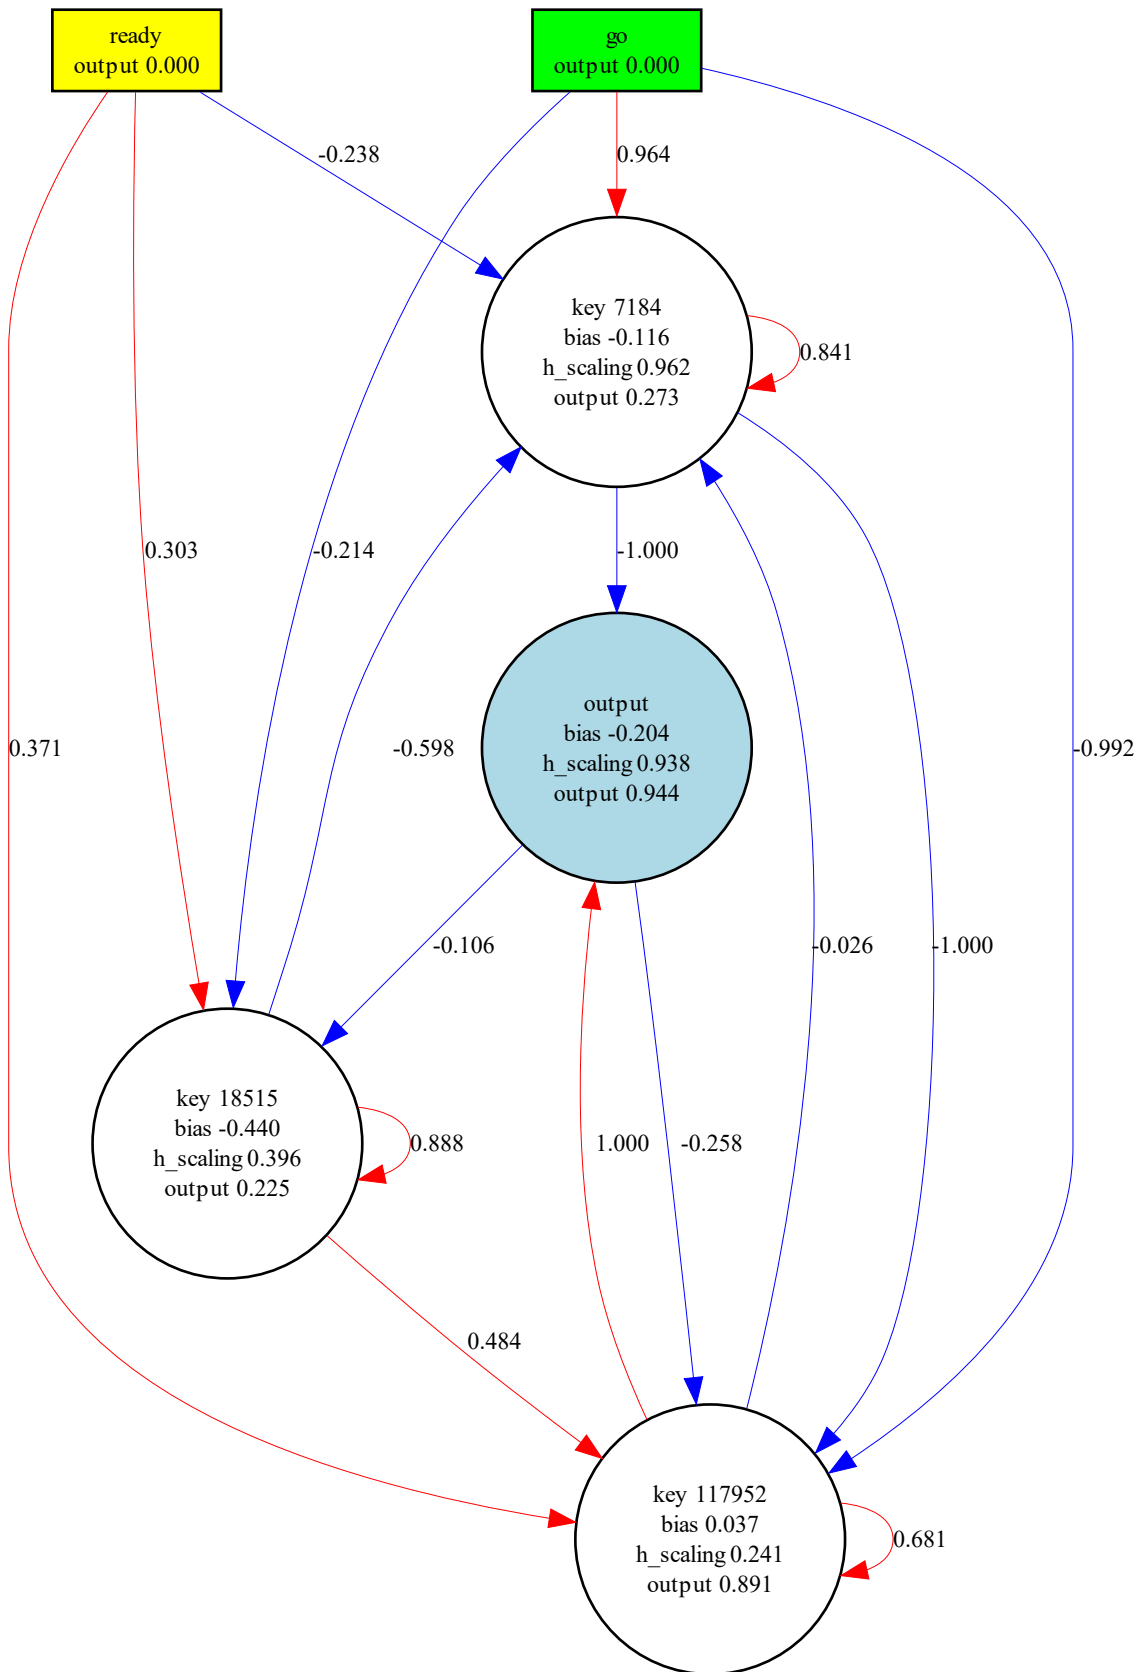 ready
output 0.000
go
output 0.000
-0.238
0.964
key 7184
bias -0.116
h_scaling 0.962
output 0.273
0.841
0.303
-0.214
-1.000
output
bias -0.204
h_scaling 0.938
output 0.944
0.371
-0.598
-0.992
-0.106
-0.026
-1.000
key 18515
bias -0.440
h_scaling 0.396
output 0.225
0.888
1.000
-0.258
0.484
key 117952
bias 0.037
h_scaling 0.241
output 0.891
0.681